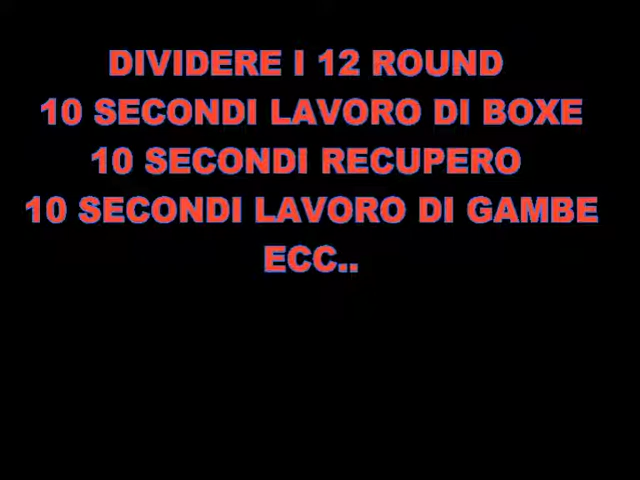 DIVIDERE I 12 ROUND
10 SECONDI LAVORO DI BOXE
10 SECONDI RECUPERO
10 SECONDI LAVORO DI GAMBE
ECC..